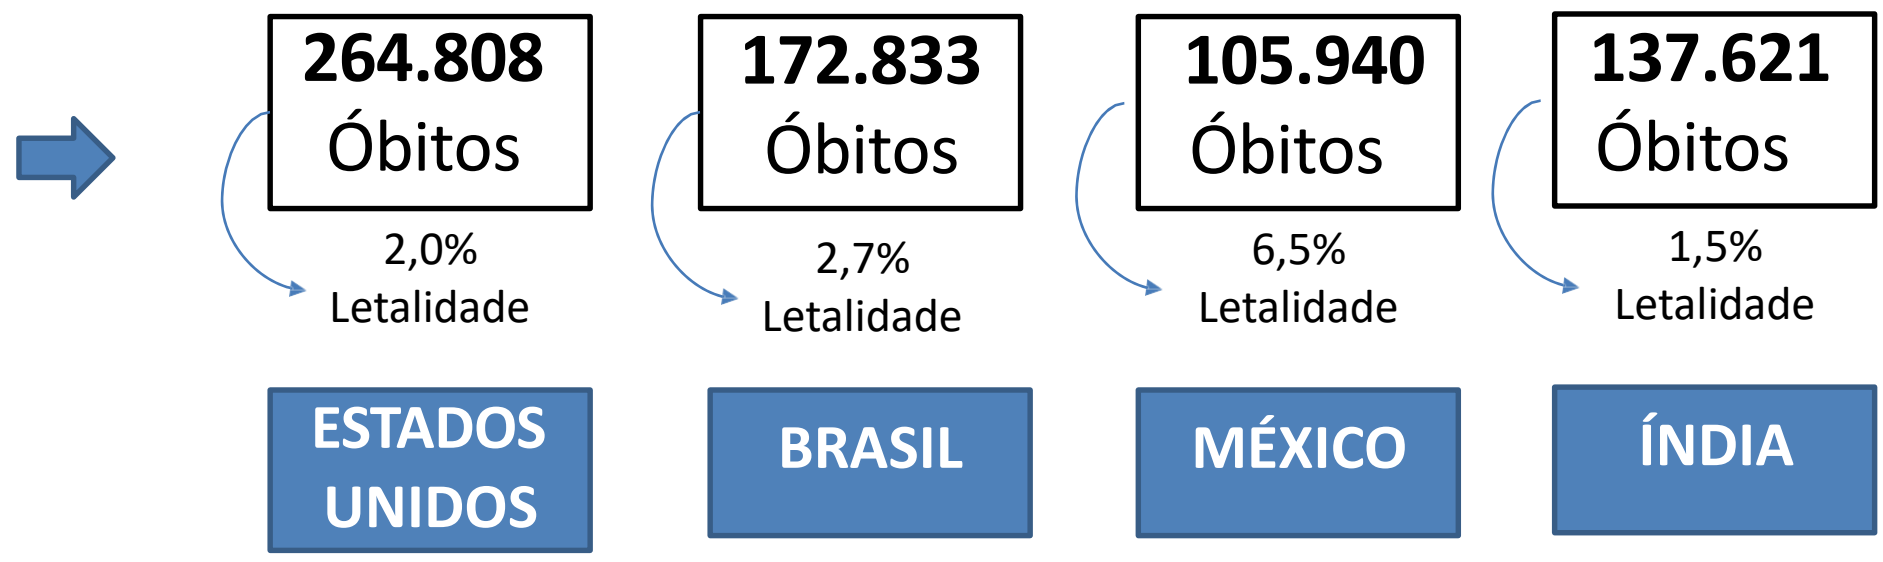 264.808
Óbitos
2,0%
Letalidade
ESTADOS
UNIDOS
172.833
Óbitos
2,7%
Letalidade
BRASIL
105.940
Óbitos
6,5%
Letalidade
MÉXICO
137.621
Óbitos
1,5%
Letalidade
ÍNDIA